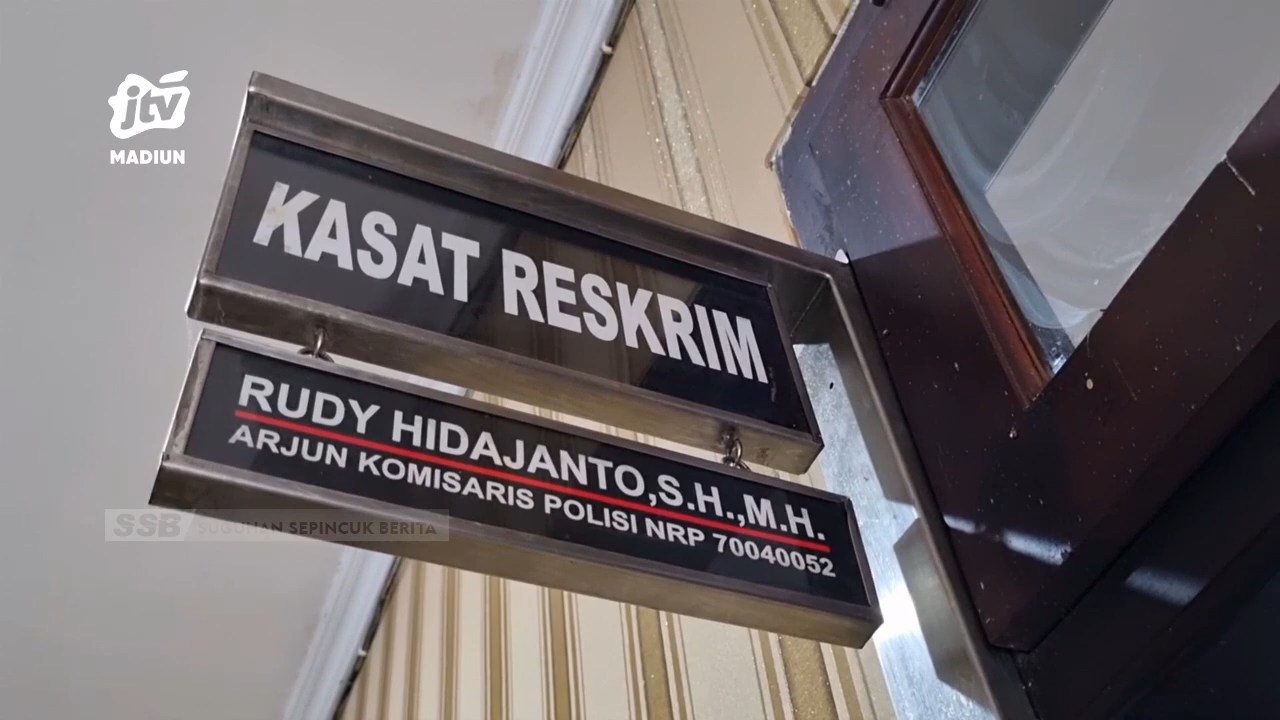 jtv
MADIUN
KASAT RESKRIM
RUDY HIDAJANTO,S.H.,M.H.
ARJUN KOMISARIS POLISI NRP 70040052
SSB SUGUHAN SEPINCUK BERITA